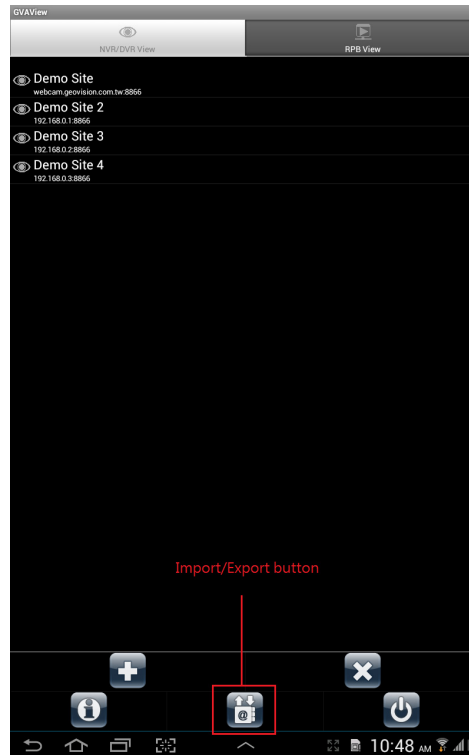 GVAView
NVR/DVR View
RPB View
Demo Site
webcam.geovision.com.tw:8866
Demo Site 2
192.168.0.1:8866
Demo Site 3
192.168.0.2:8866
Demo Site 4
192.168.0.3:8866
Import/Export button
@
10:48 AM